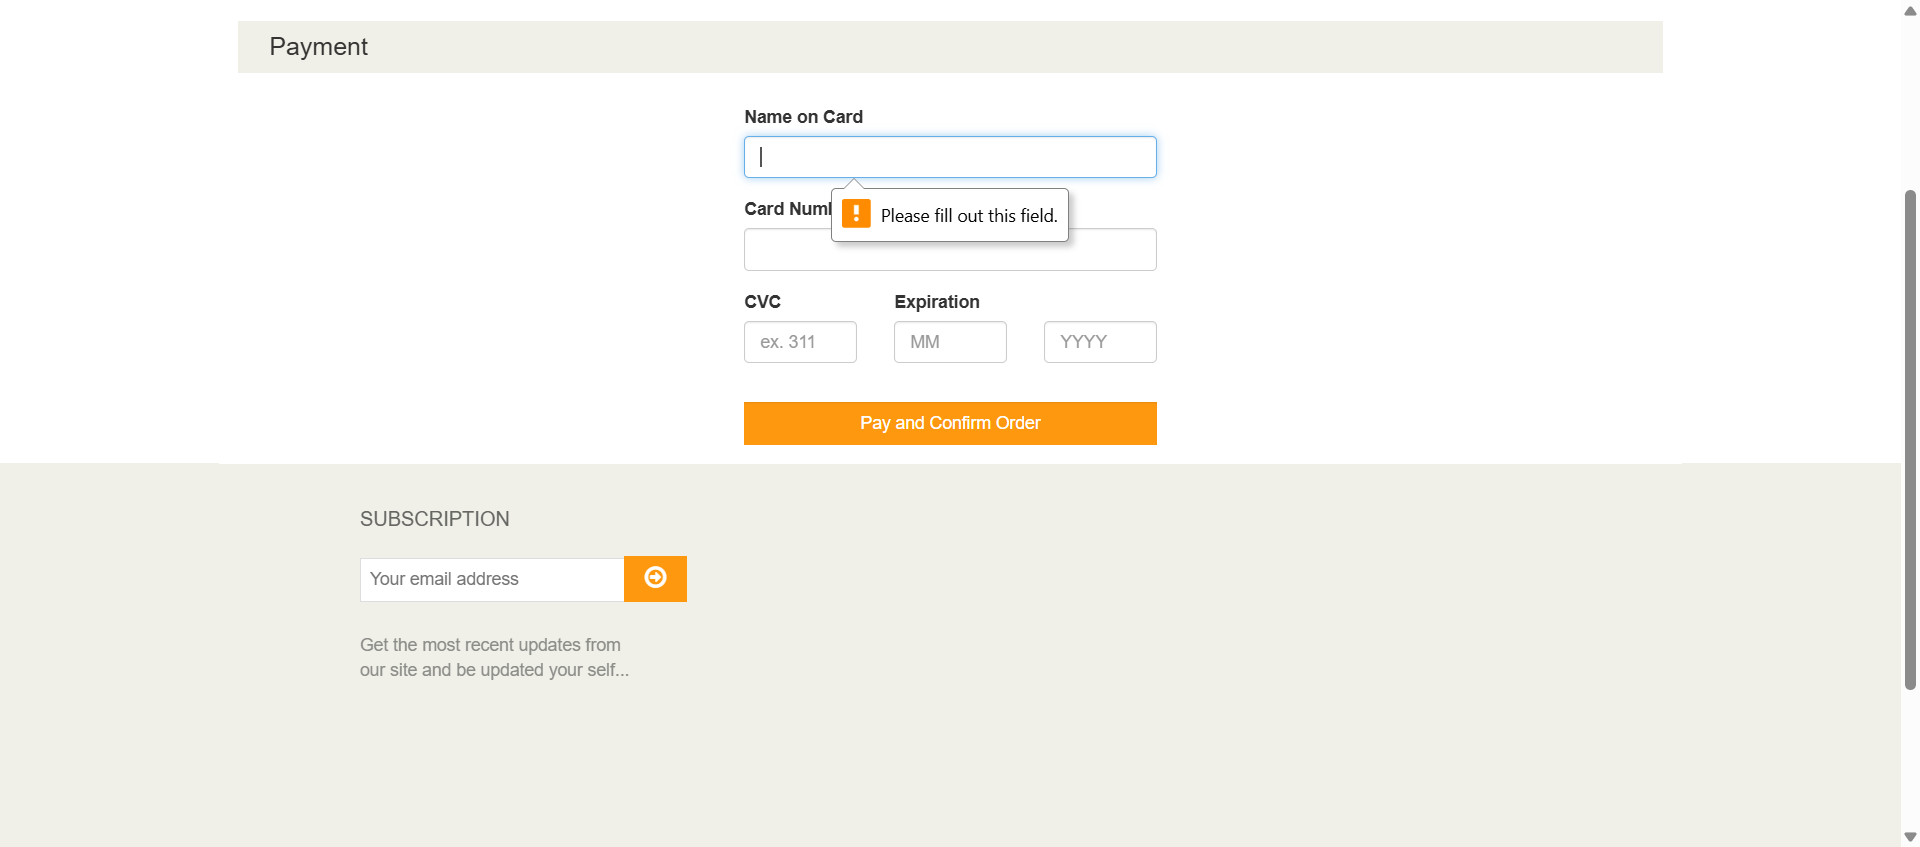 Payment
Name on Card
Please fill out this field.
Card Num
CVC
Expiration
ex. 311
MM
YYYY
Pay and Confirm Order
SUBSCRIPTION
Your email address
Get the most recent updates from
our site and be updated your self...